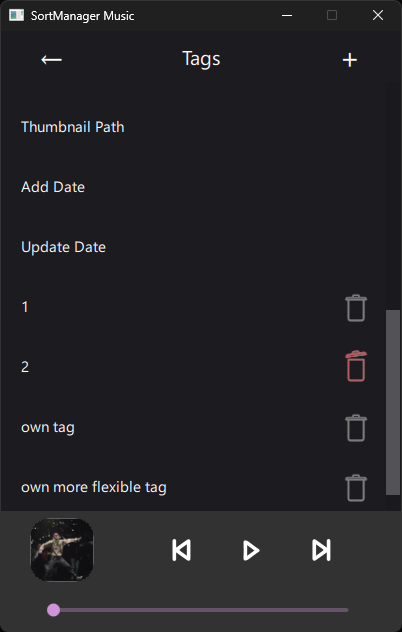 SortManager Music
Tags
Thumbnail Path
Add Date
Update Date
1
2
own tag
own more flexible tag